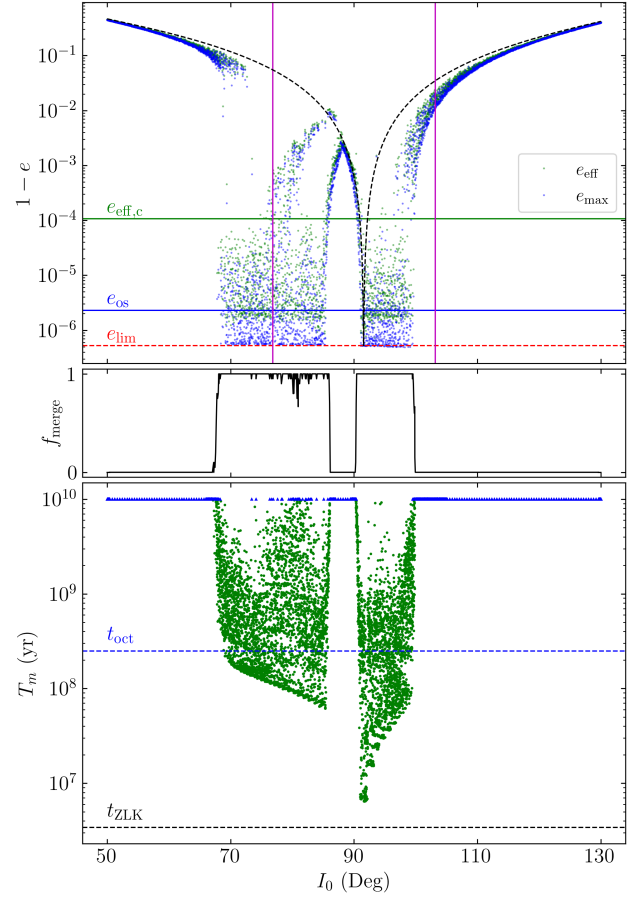 10⁻¹
10⁻²
10⁻³
10⁻⁴
10⁻⁵
10⁻⁶
1 − e
e_eff
e_max
e_eff,c
e_os
e_lim
1
0
f_merge
10¹⁰
10⁹
10⁸
10⁷
T_m (yr)
t_oct
t_ZLK
50
70
90
110
130
I₀ (Deg)